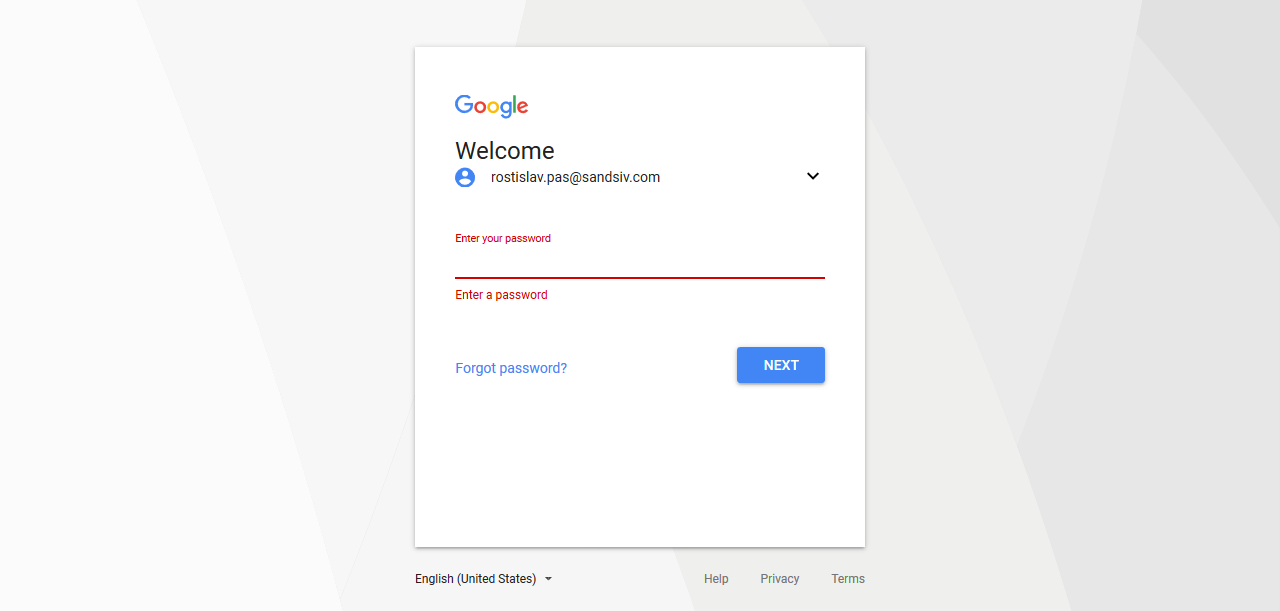 Google
Welcome
rostislav.pas@sandsiv.com
Enter your password
Enter a password
Forgot password?
NEXT
English (United States)
Help Privacy Terms